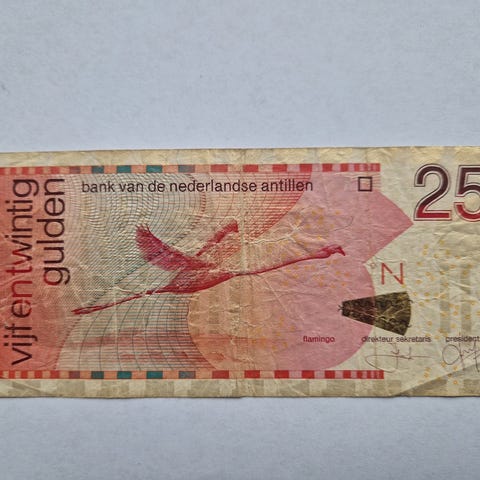 vijfentwintig
gulden
bank van de nederlandse antillen
25
N
flamingo
direkteur sekretaris
president